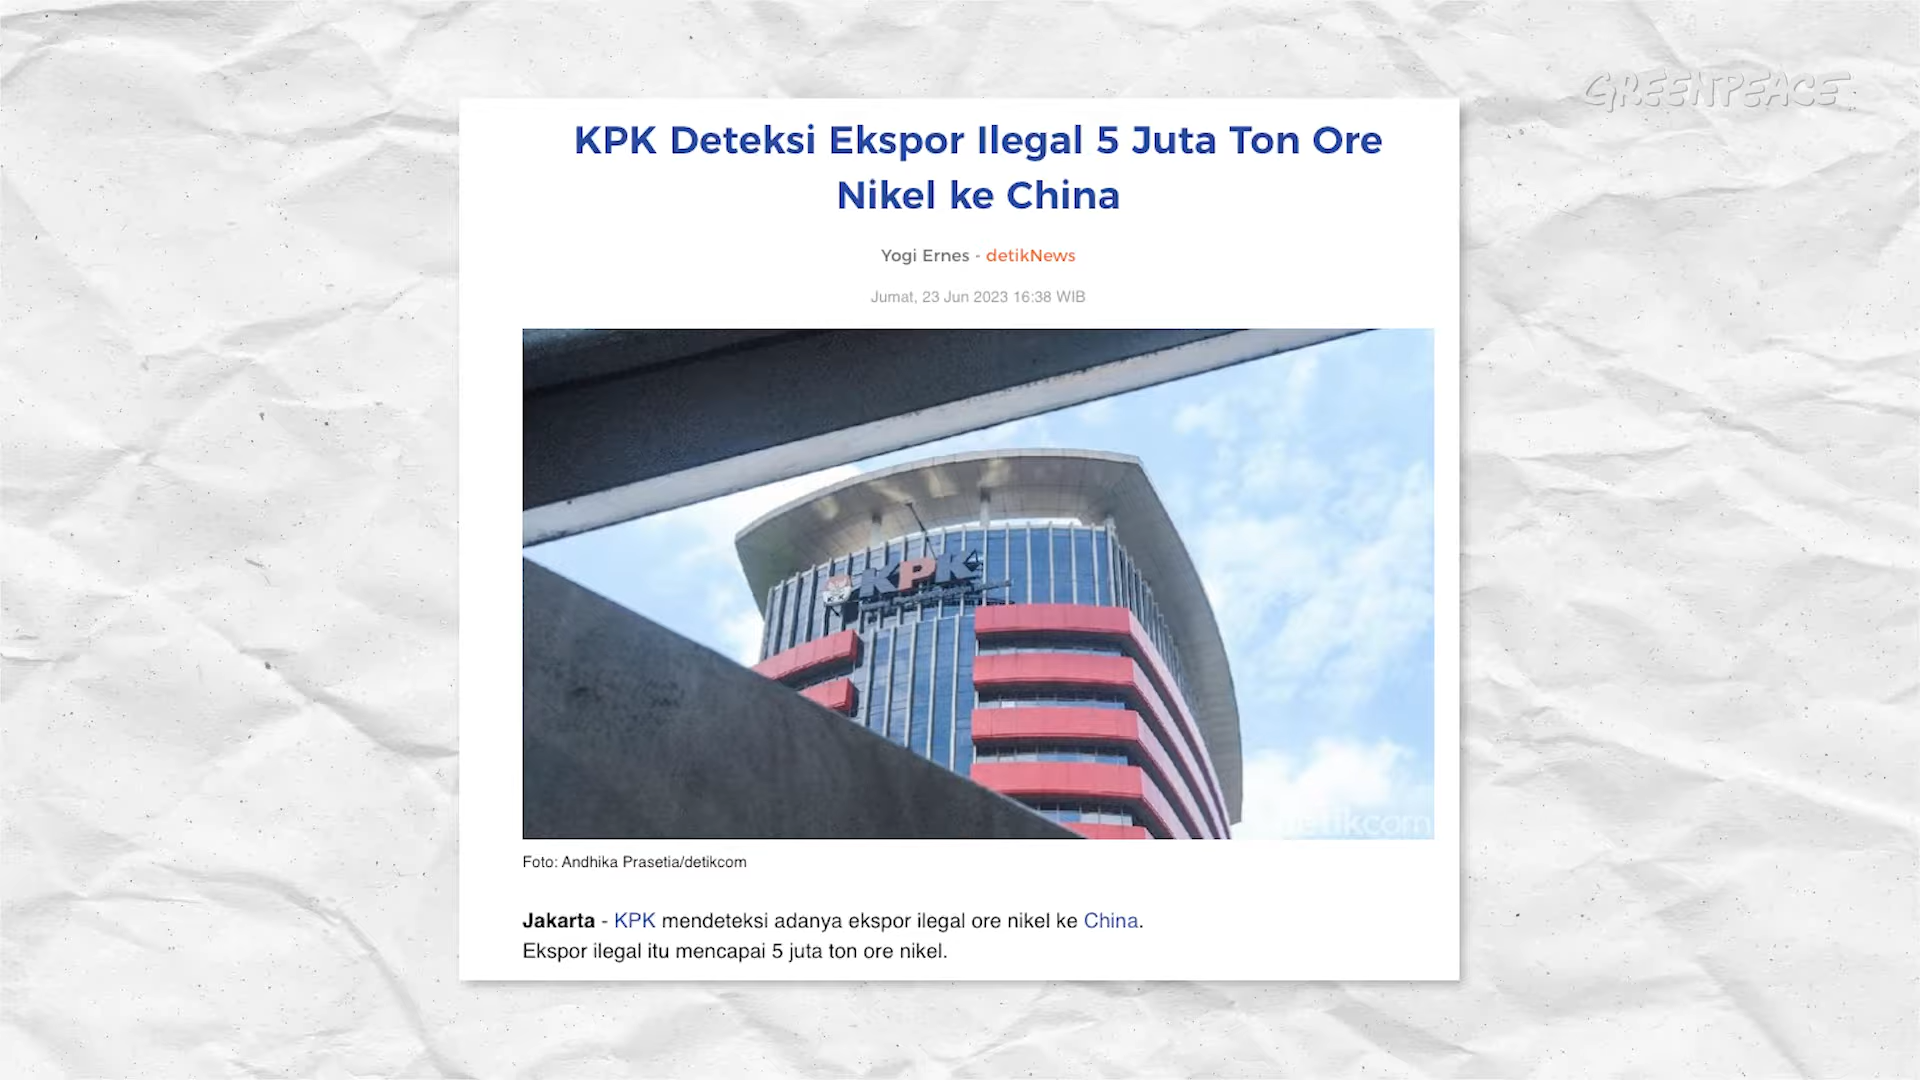 GREENPEACE
KPK Deteksi Ekspor Ilegal 5 Juta Ton Ore
Nikel ke China
Yogi Ernes - detikNews
Jumat, 23 Jun 2023 16:38 WIB
KPK
detikcom
Foto: Andhika Prasetia/detikcom
Jakarta - KPK mendeteksi adanya ekspor ilegal ore nikel ke China.
Ekspor ilegal itu mencapai 5 juta ton ore nikel.